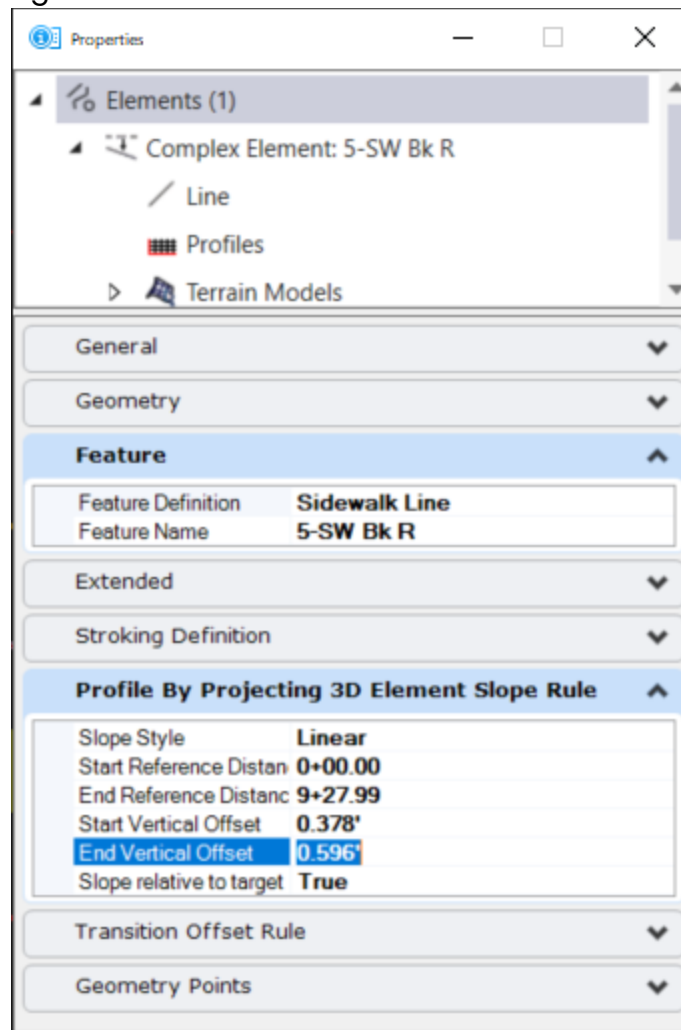 Properties
Elements (1)
Complex Element: 5-SW Bk R
Line
Profiles
Terrain Models
General
Geometry
Feature
Feature Definition Sidewalk Line
Feature Name 5-SW Bk R
Extended
Stroking Definition
Profile By Projecting 3D Element Slope Rule
Slope Style Linear
Start Reference Distan 0+00.00
End Reference Distanc 9+27.99
Start Vertical Offset 0.378'
End Vertical Offset 0.596'
Slope relative to target True
Transition Offset Rule
Geometry Points